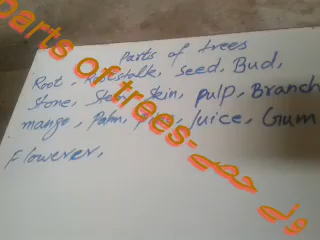 Parts of trees
Root, Rootstalk, seed, Bud,
Stone, Stem, Skin, pulp, Branch
mango, Palm, Juice, Gum
Flowerer,
parts of trees-